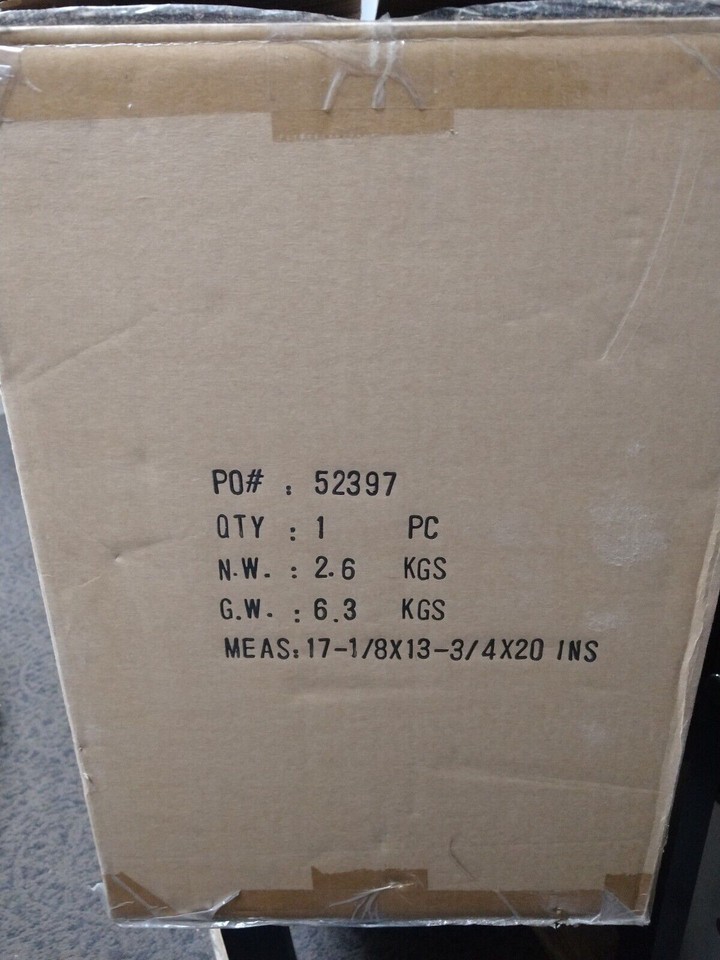 PO# : 52397
QTY : 1 PC
N.W. : 2.6 KGS
G.W. : 6.3 KGS
MEAS:17-1/8X13-3/4X20 INS